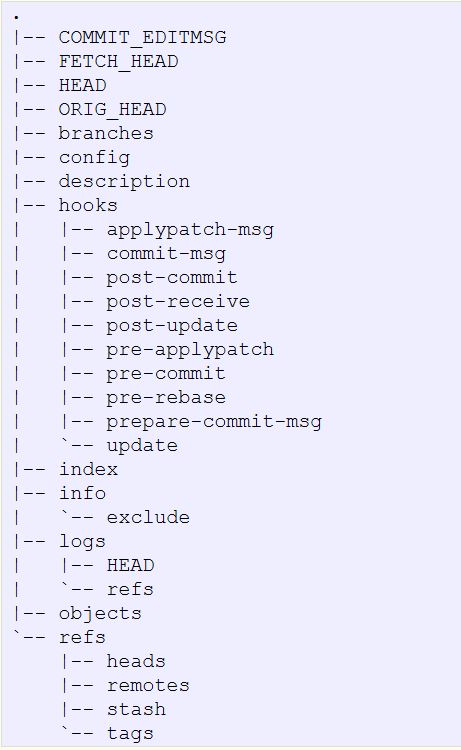 .
|-- COMMIT_EDITMSG
|-- FETCH_HEAD
|-- HEAD
|-- ORIG_HEAD
|-- branches
|-- config
|-- description
|-- hooks
|   |-- applypatch-msg
|   |-- commit-msg
|   |-- post-commit
|   |-- post-receive
|   |-- post-update
|   |-- pre-applypatch
|   |-- pre-commit
|   |-- pre-rebase
|   |-- prepare-commit-msg
|   `-- update
|-- index
|-- info
|   `-- exclude
|-- logs
|   |-- HEAD
|   `-- refs
|-- objects
`-- refs
    |-- heads
    |-- remotes
    |-- stash
    `-- tags